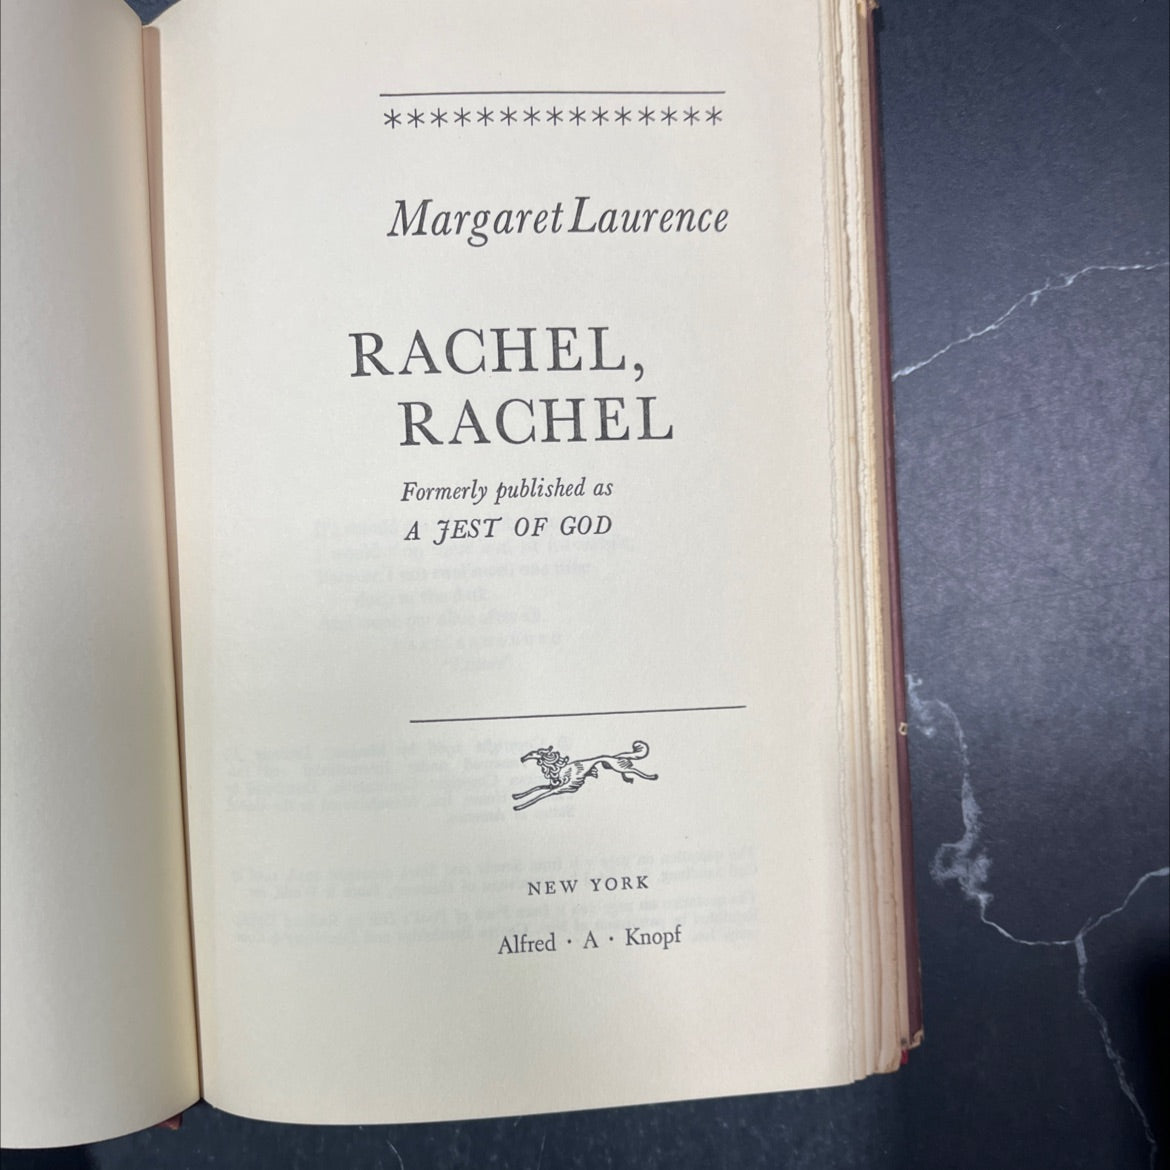 ***************
Margaret Laurence
RACHEL,
RACHEL
Formerly published as
A JEST OF GOD
NEW YORK
Alfred · A · Knopf